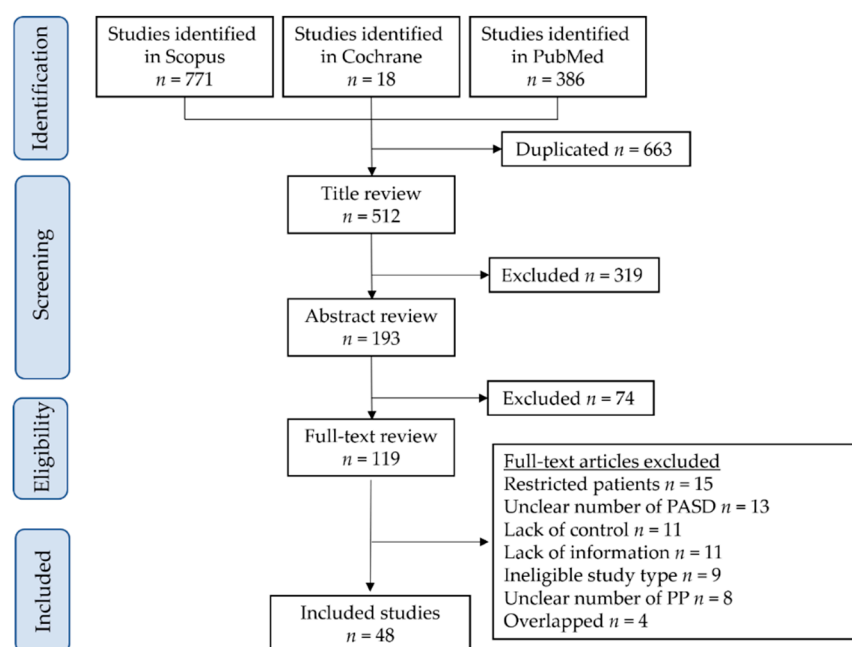 Identification
Studies identified
in Scopus
n = 771
Studies identified
in Cochrane
n = 18
Studies identified
in PubMed
n = 386
Duplicated n = 663
Screening
Title review
n = 512
Excluded n = 319
Abstract review
n = 193
Excluded n = 74
Eligibility
Full-text review
n = 119
Full-text articles excluded
Restricted patients n = 15
Unclear number of PASD n = 13
Lack of control n = 11
Lack of information n = 11
Ineligible study type n = 9
Unclear number of PP n = 8
Overlapped n = 4
Included
Included studies
n = 48